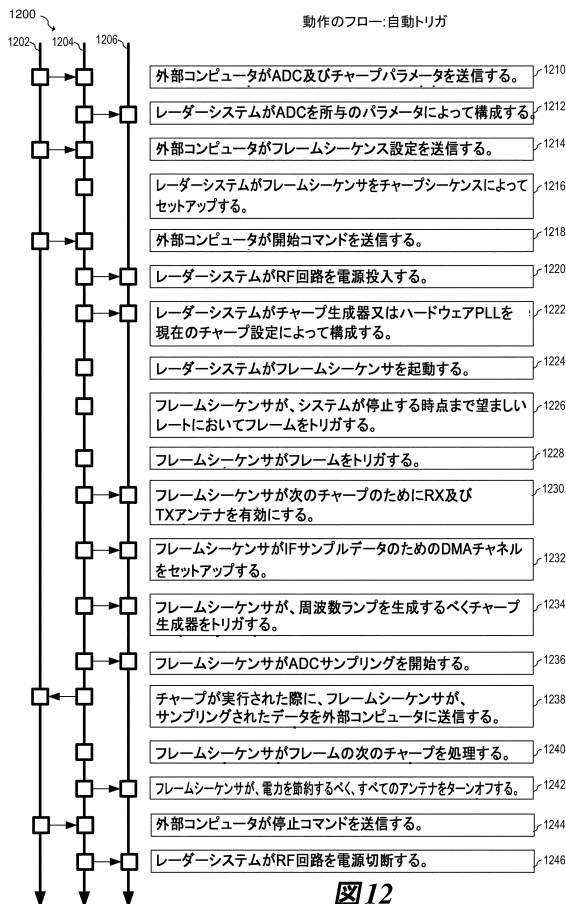 1200
動作のフロー:自動トリガ
1202
1204
1206
外部コンピュータがADC及びチャープパラメータを送信する。
1210
レーダーシステムがADCを所与のパラメータによって構成する。
1212
外部コンピュータがフレームシーケンス設定を送信する。
1214
レーダーシステムがフレームシーケンサをチャープシーケンスによって
セットアップする。
1216
外部コンピュータが開始コマンドを送信する。
1218
レーダーシステムがRF回路を電源投入する。
1220
レーダーシステムがチャープ生成器又はハードウェアPLLを
現在のチャープ設定によって構成する。
1222
レーダーシステムがフレームシーケンサを起動する。
1224
フレームシーケンサが、システムが停止する時点まで望ましい
レートにおいてフレームをトリガする。
1226
フレームシーケンサがフレームをトリガする。
1228
フレームシーケンサが次のチャープのためにRX及び
TXアンテナを有効にする。
1230
フレームシーケンサがIFサンプルデータのためのDMAチャネル
をセットアップする。
1232
フレームシーケンサが、周波数ランプを生成するべくチャープ
生成器をトリガする。
1234
フレームシーケンサがADCサンプリングを開始する。
1236
チャープが実行された際に、フレームシーケンサが、
サンプリングされたデータを外部コンピュータに送信する。
1238
フレームシーケンサがフレームの次のチャープを処理する。
1240
フレームシーケンサが、電力を節約するべく、すべてのアンテナをターンオフする。
1242
外部コンピュータが停止コマンドを送信する。
1244
レーダーシステムがRF回路を電源切断する。
1246
図12